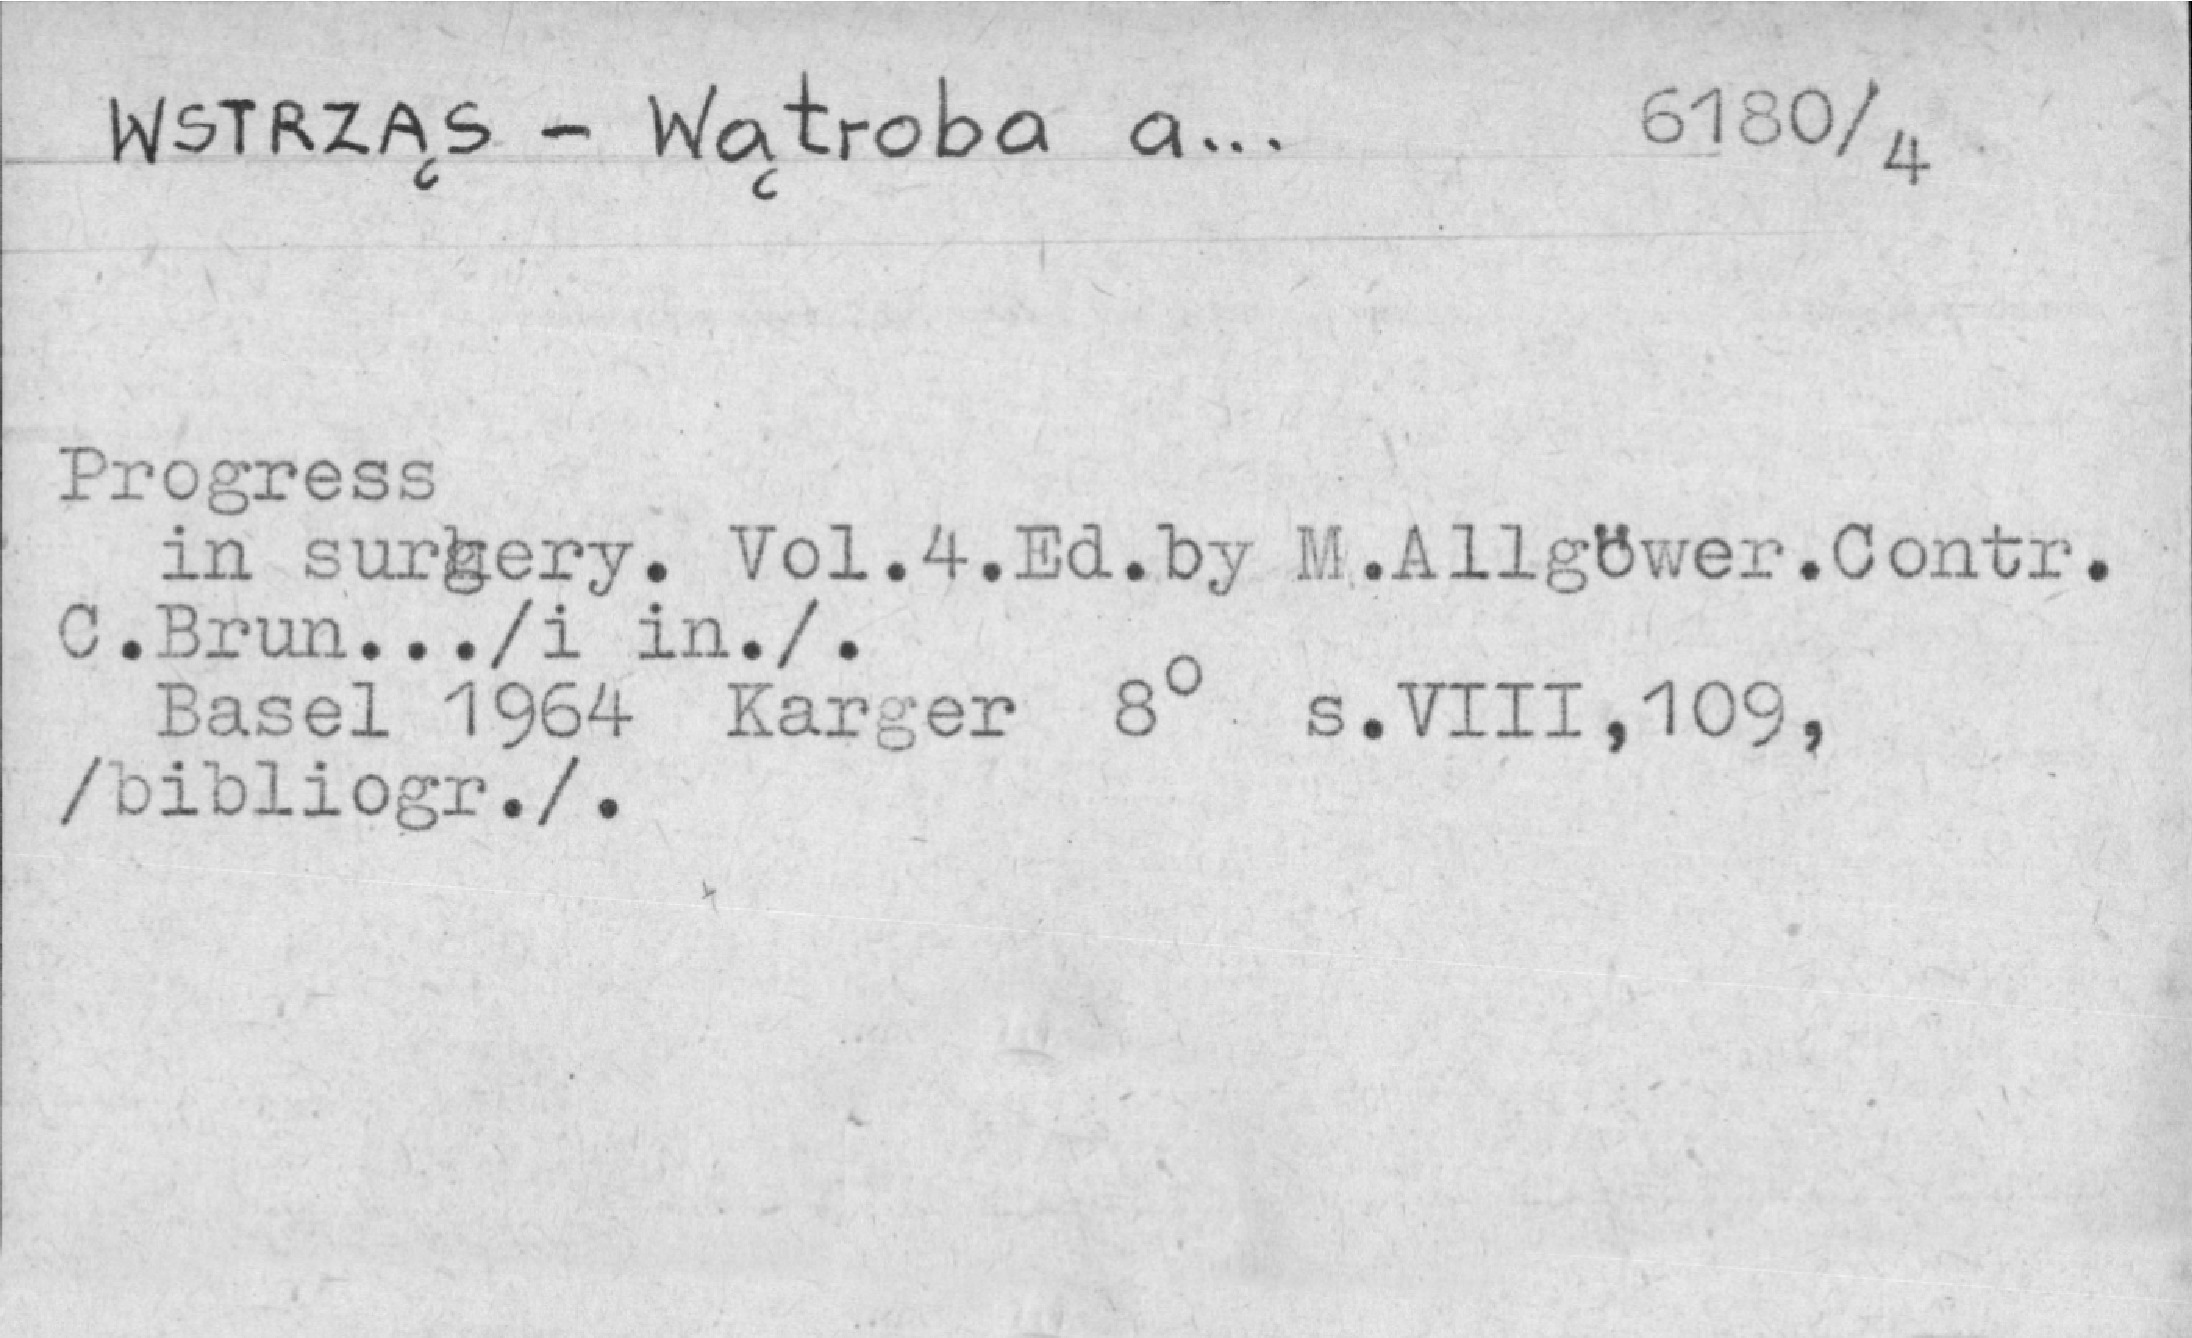 WSTRZĄS - Wątroba a... 6180/4
Progress
in surgery. Vol.4.Ed.by M.Allgöwer.Contr.
C.Brun.../i in./.
Basel 1964 Karger 8° s.VIII,109,
/bibliogr./.